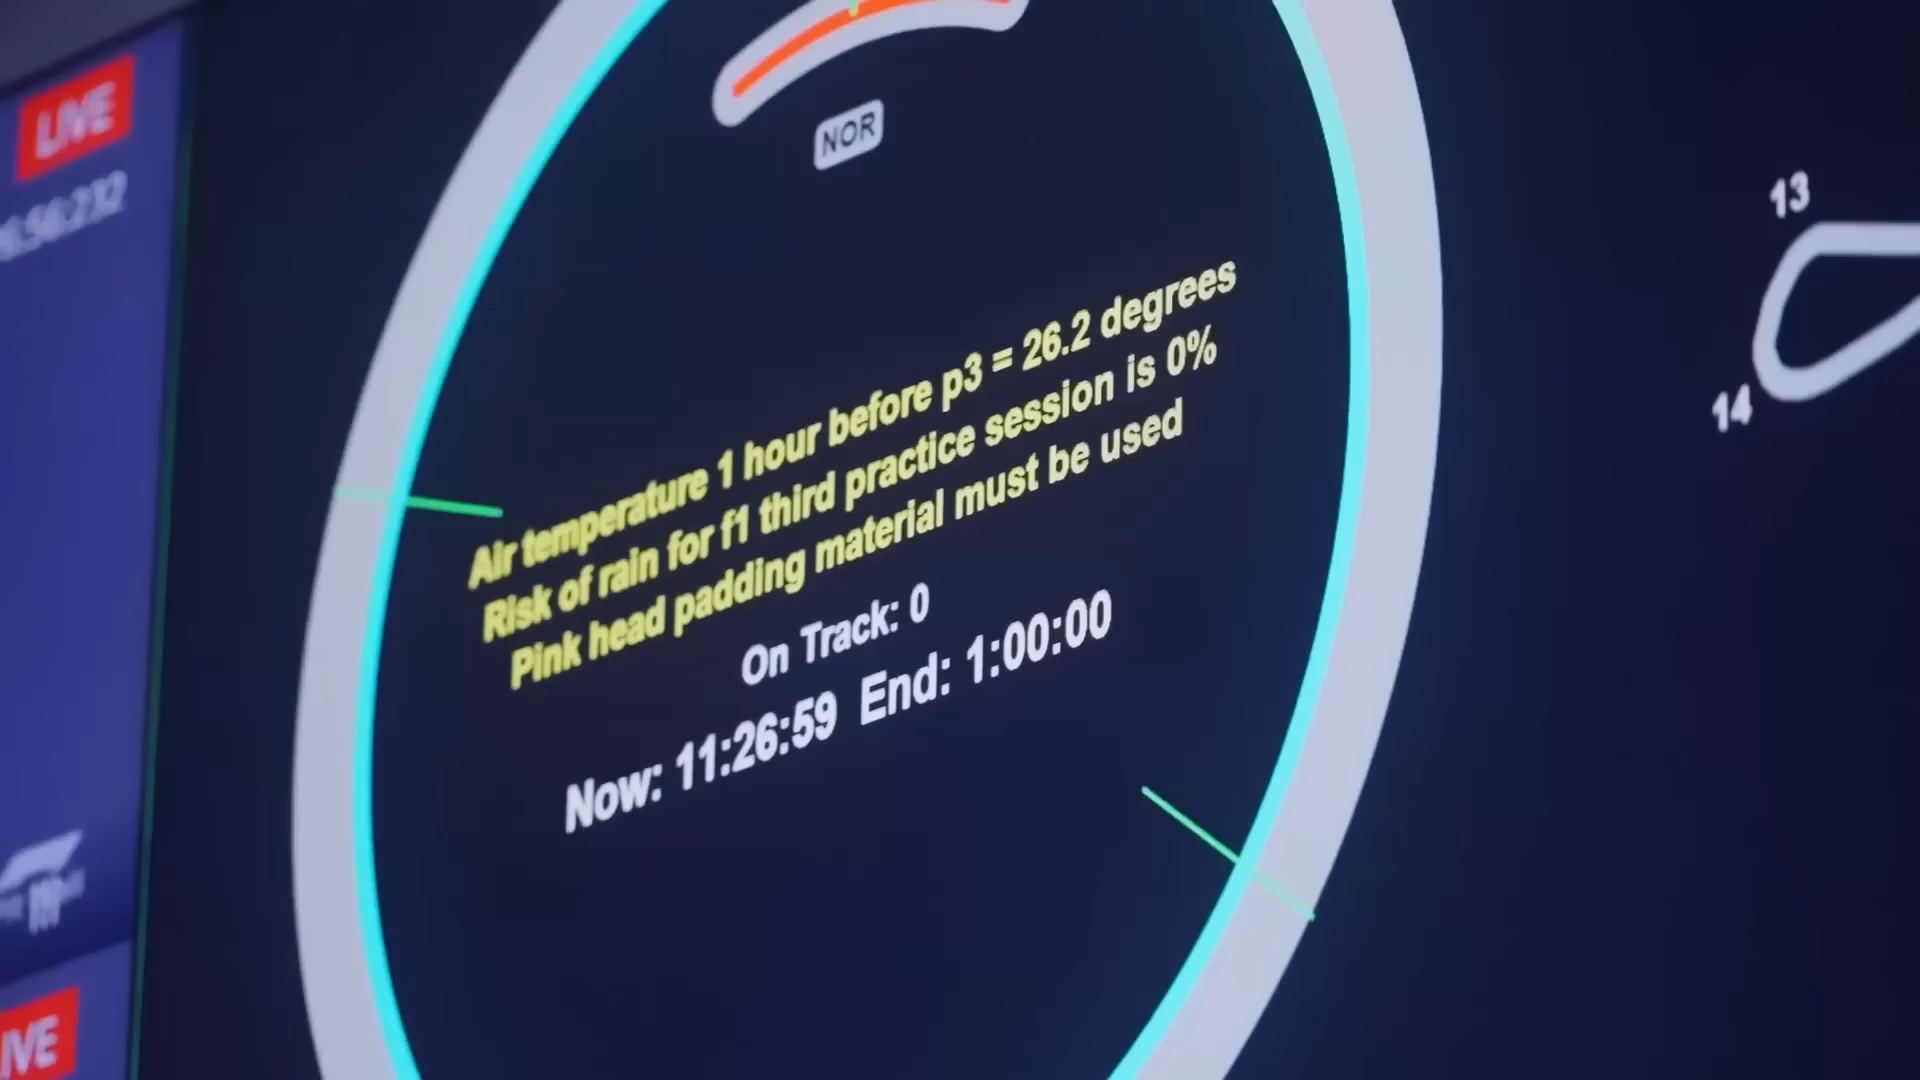 LIVE
NOR
13
14
Air temperature 1 hour before p3 = 26.2 degrees
Risk of rain for f1 third practice session is 0%
Pink head padding material must be used
On Track: 0
Now: 11:26:59 End: 1:00:00